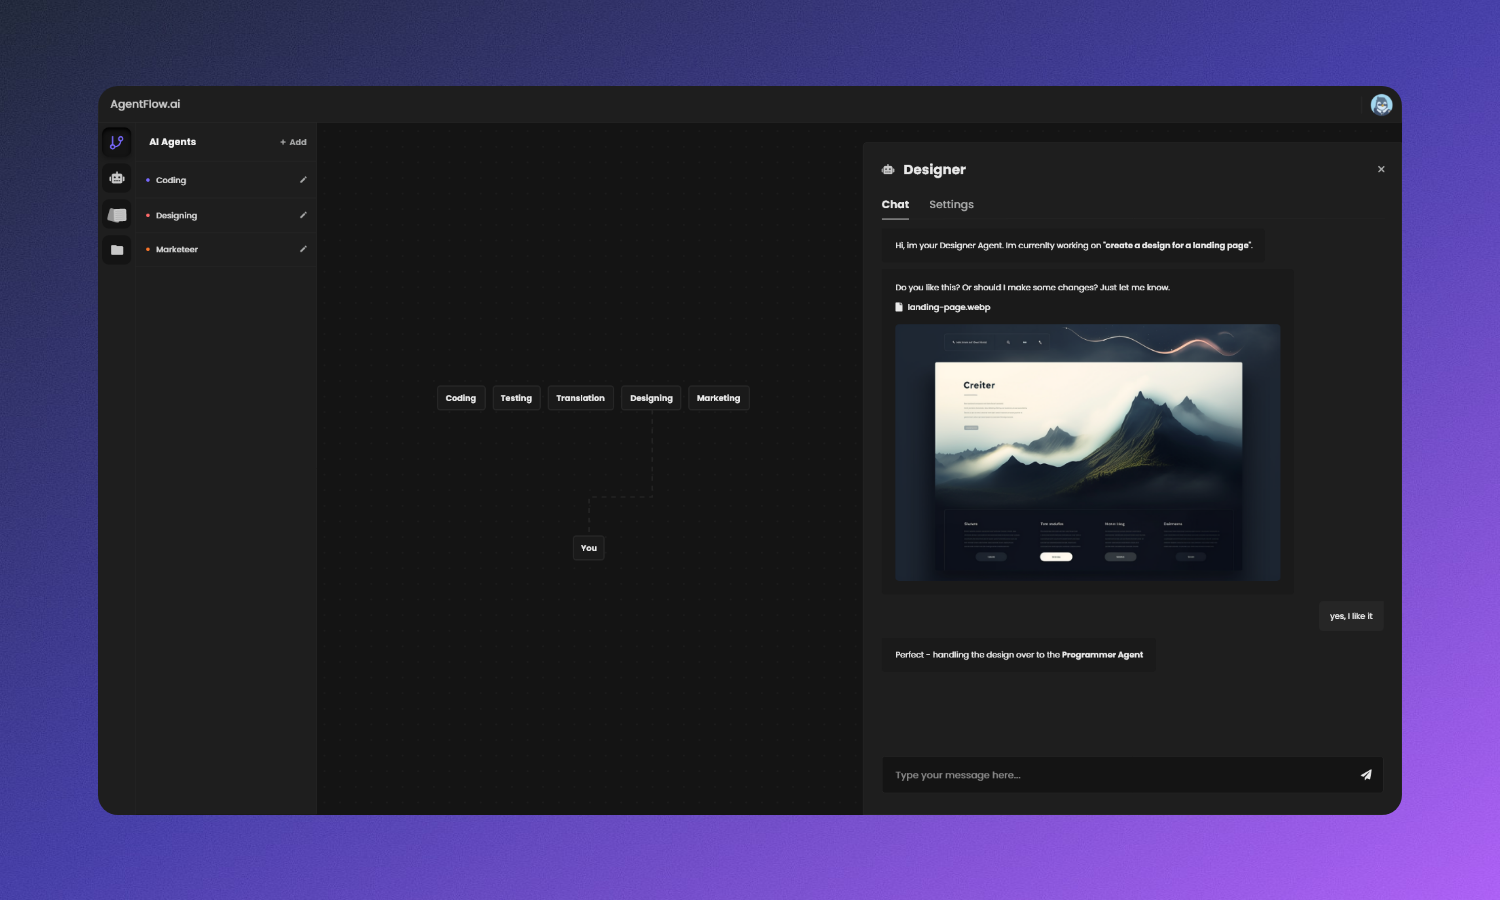 AgentFlow.ai
AI Agents
+ Add
Coding
Designing
Marketeer
Coding
Testing
Translation
Designing
Marketing
You
Designer
Chat
Settings
Hi, im your Designer Agent. Im currenlty working on "create a design for a landing page".
Do you like this? Or should I make some changes? Just let me know.
landing-page.webp
Creiter
yes, I like it
Perfect - handling the design over to the Programmer Agent
Type your message here...